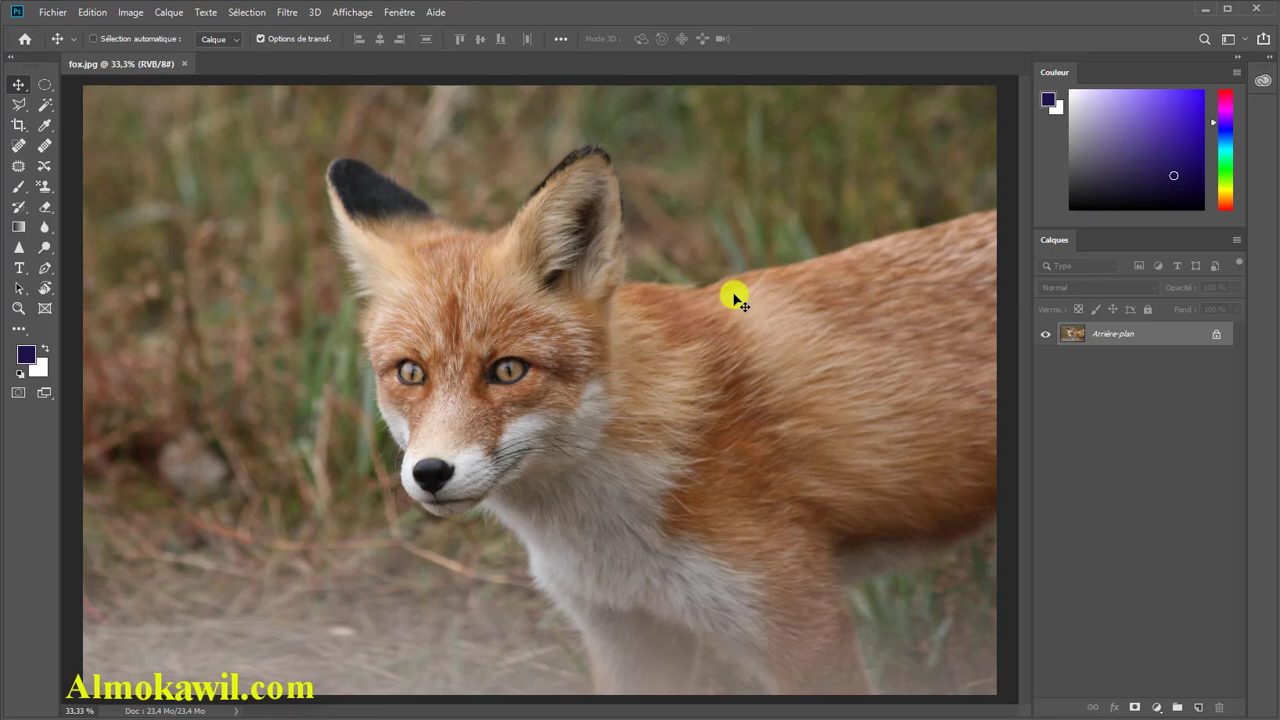 Ps Fichier Edition Image Calque Texte Sélection Filtre 3D Affichage Fenêtre Aide
Sélection automatique : Calque Options de transf. Mode 3D :
fox.jpg @ 33,3% (RVB/8#)
Couleur
Calques
Type
Normal Opacité : 100 %
Verrou : Fond : 100 %
Arrière-plan
Almokawil.com
33,33 % Doc : 23,4 Mo/23,4 Mo